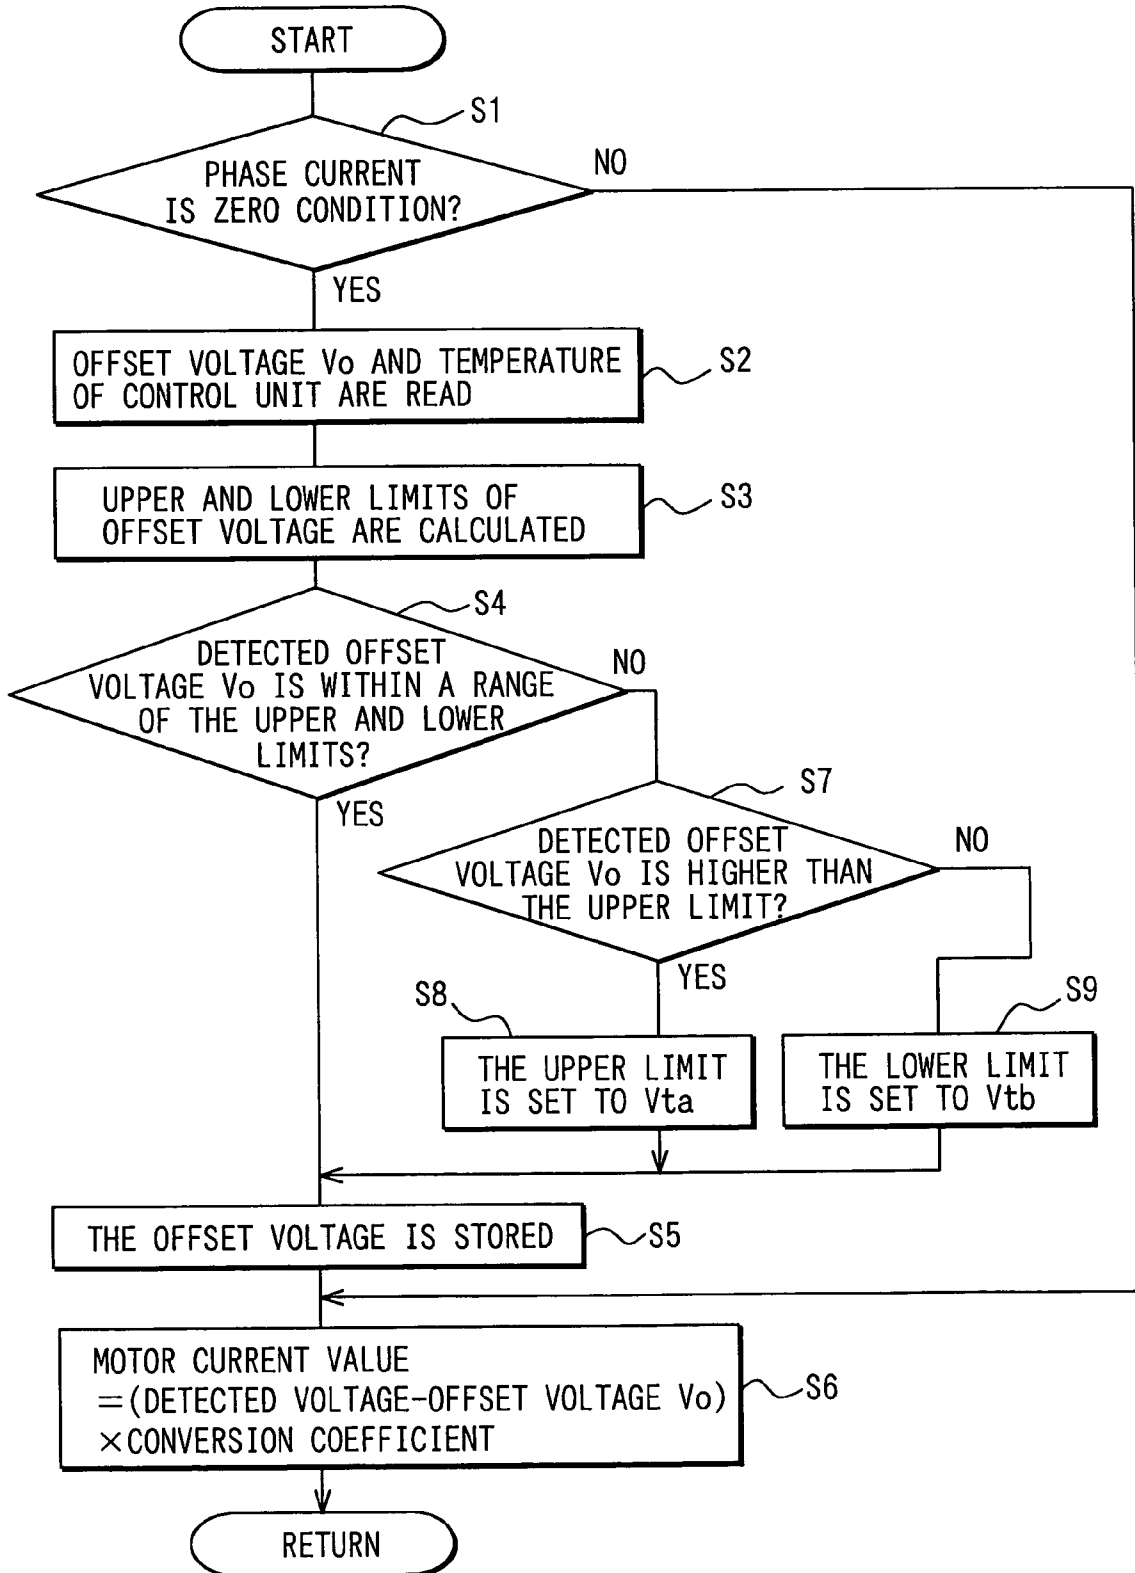 START
S1
PHASE CURRENT
IS ZERO CONDITION?
NO
YES
OFFSET VOLTAGE Vo AND TEMPERATURE
OF CONTROL UNIT ARE READ
S2
UPPER AND LOWER LIMITS OF
OFFSET VOLTAGE ARE CALCULATED
S3
S4
DETECTED OFFSET
VOLTAGE Vo IS WITHIN A RANGE
OF THE UPPER AND LOWER
LIMITS?
NO
YES
S7
DETECTED OFFSET
VOLTAGE Vo IS HIGHER THAN
THE UPPER LIMIT?
NO
YES
S8
THE UPPER LIMIT
IS SET TO Vta
S9
THE LOWER LIMIT
IS SET TO Vtb
THE OFFSET VOLTAGE IS STORED
S5
MOTOR CURRENT VALUE
=(DETECTED VOLTAGE-OFFSET VOLTAGE Vo)
×CONVERSION COEFFICIENT
S6
RETURN